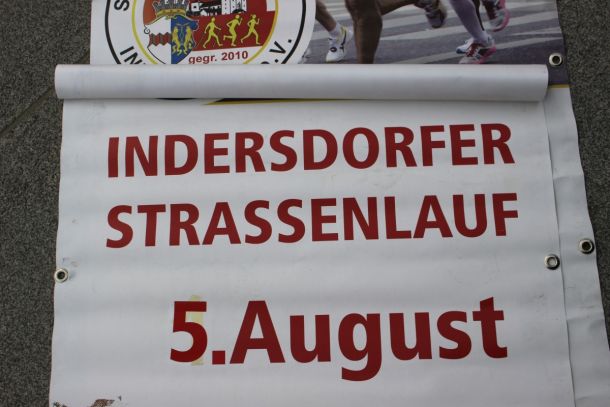 gegr. 2010
INDERSDORFER
STRASSENLAUF
5.August